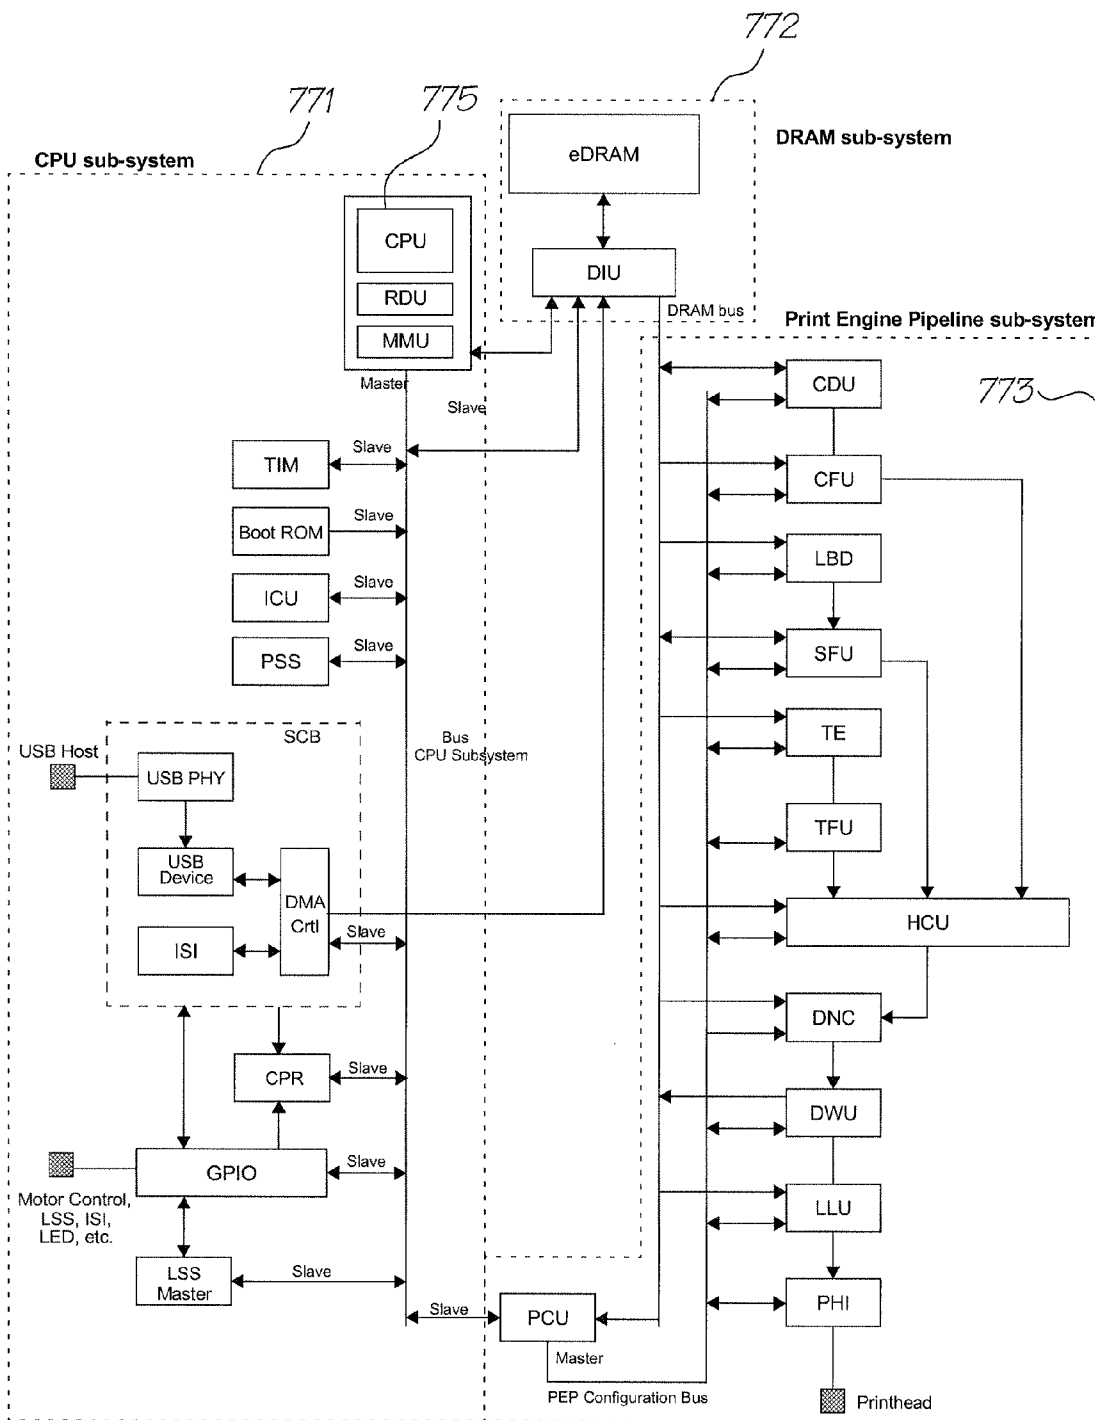 772
771
775
CPU sub-system
DRAM sub-system
eDRAM
CPU
RDU
MMU
DIU
DRAM bus
Print Engine Pipeline sub-system
Master
Slave
773
CDU
TIM
Slave
CFU
Boot ROM
Slave
LBD
ICU
Slave
PSS
Slave
SFU
TE
SCB
Bus
CPU Subsystem
USB Host
USB PHY
TFU
USB
Device
DMA
Crtl
Slave
ISI
HCU
DNC
CPR
Slave
DWU
GPIO
Slave
Motor Control,
LSS, ISI,
LED, etc.
LLU
LSS
Master
Slave
Slave
PCU
PHI
Master
PEP Configuration Bus
Printhead